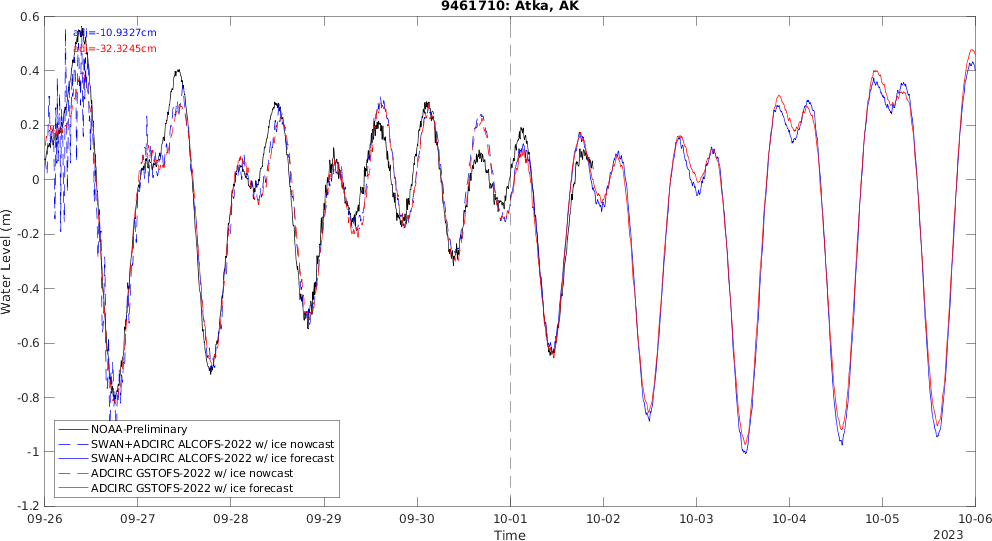 9461710: Atka, AK
adj=-10.9327cm
adj=-32.3245cm
0.6
0.4
0.2
0
-0.2
-0.4
-0.6
-0.8
-1
-1.2
Water Level (m)
NOAA-Preliminary
SWAN+ADCIRC ALCOFS-2022 w/ ice nowcast
SWAN+ADCIRC ALCOFS-2022 w/ ice forecast
ADCIRC GSTOFS-2022 w/ ice nowcast
ADCIRC GSTOFS-2022 w/ ice forecast
09-26 09-27 09-28 09-29 09-30 10-01 10-02 10-03 10-04 10-05 10-06
Time
2023